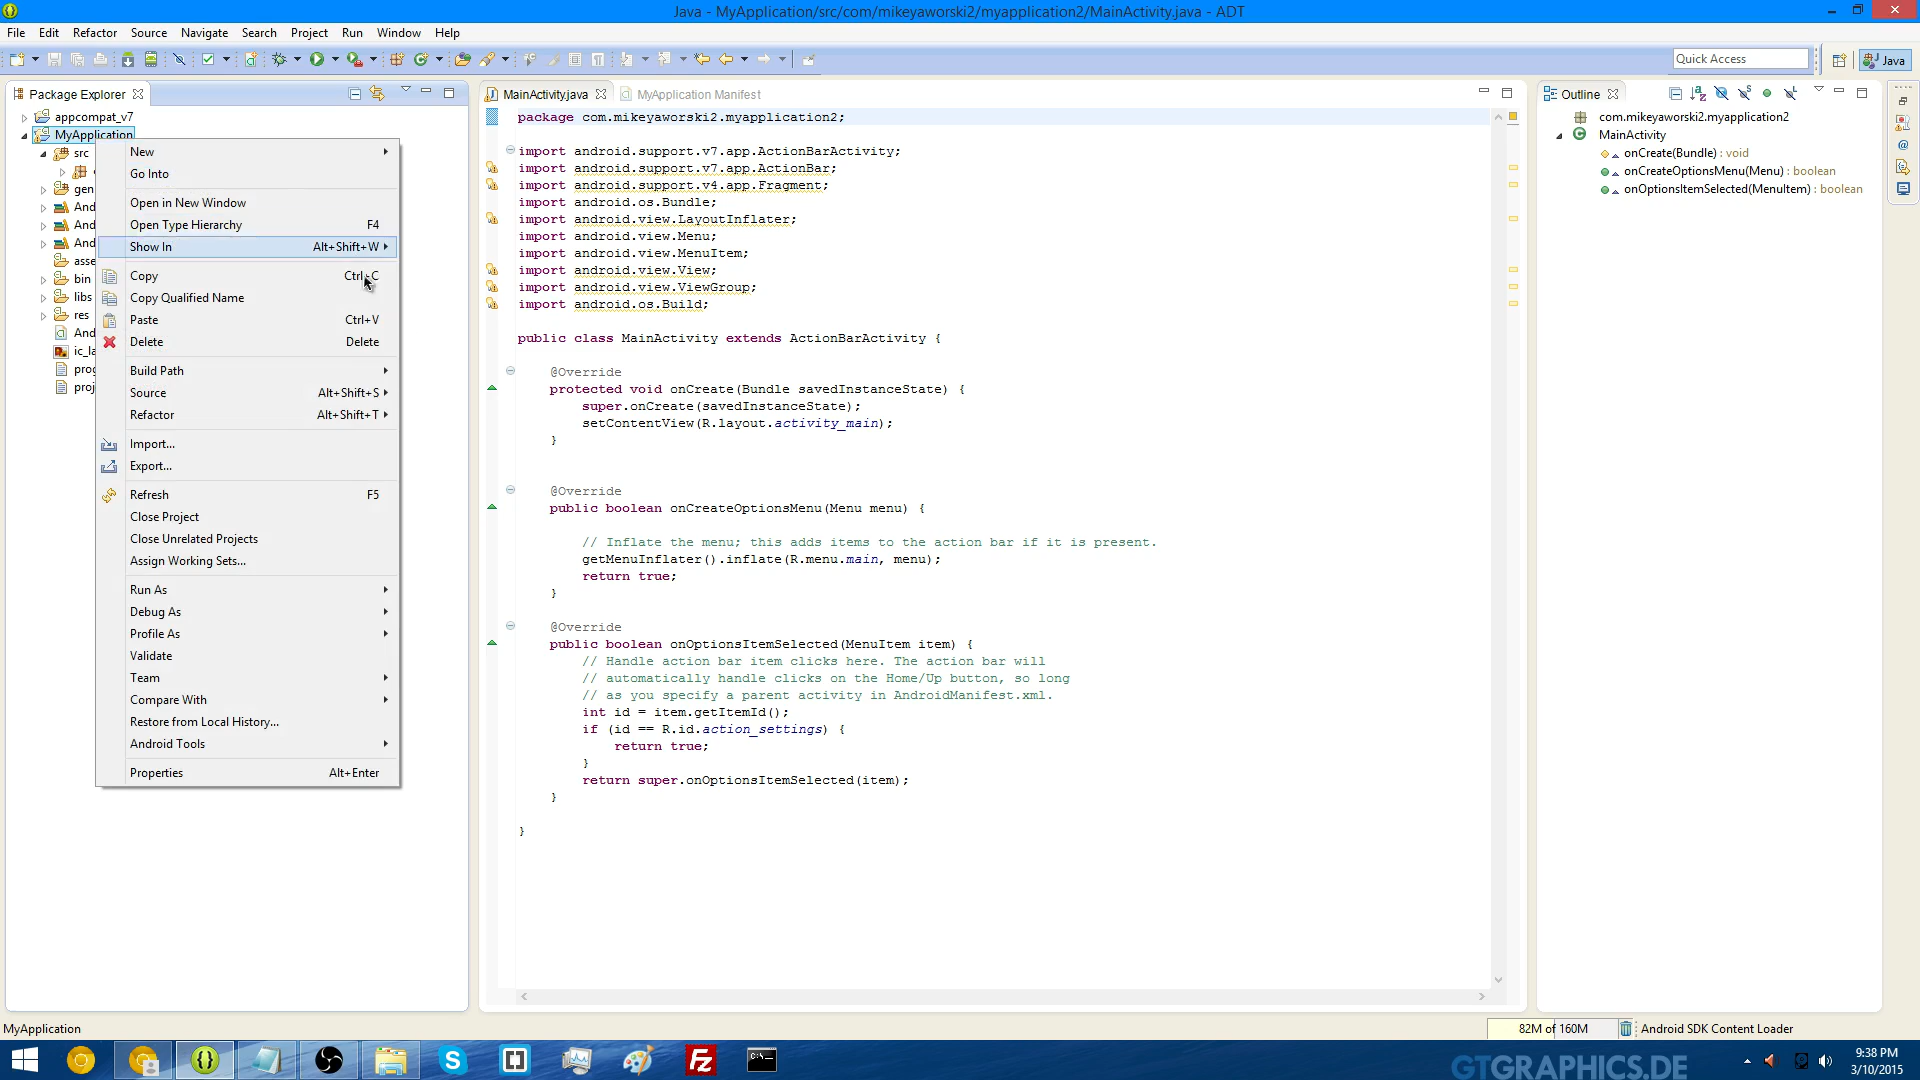 Java - MyApplication/src/com/mikeyaworski2/myapplication2/MainActivity.java - ADT
File Edit Refactor Source Navigate Search Project Run Window Help
Quick Access
Java
Package Explorer
appcompat_v7
MyApplication
src
gen
And
And
And
asse
bin
libs
res
And
ic_la
prog
proj
New
Go Into
Open in New Window
Open Type Hierarchy F4
Show In Alt+Shift+W
Copy Ctrl+C
Copy Qualified Name
Paste Ctrl+V
Delete Delete
Build Path
Source Alt+Shift+S
Refactor Alt+Shift+T
Import...
Export...
Refresh F5
Close Project
Close Unrelated Projects
Assign Working Sets...
Run As
Debug As
Profile As
Validate
Team
Compare With
Restore from Local History...
Android Tools
Properties Alt+Enter
MainActivity.java MyApplication Manifest
package com.mikeyaworski2.myapplication2;
import android.support.v7.app.ActionBarActivity;
import android.support.v7.app.ActionBar;
import android.support.v4.app.Fragment;
import android.os.Bundle;
import android.view.LayoutInflater;
import android.view.Menu;
import android.view.MenuItem;
import android.view.View;
import android.view.ViewGroup;
import android.os.Build;
public class MainActivity extends ActionBarActivity {
@Override
protected void onCreate(Bundle savedInstanceState) {
super.onCreate(savedInstanceState);
setContentView(R.layout.activity_main);
}
@Override
public boolean onCreateOptionsMenu(Menu menu) {
// Inflate the menu; this adds items to the action bar if it is present.
getMenuInflater().inflate(R.menu.main, menu);
return true;
}
@Override
public boolean onOptionsItemSelected(MenuItem item) {
// Handle action bar item clicks here. The action bar will
// automatically handle clicks on the Home/Up button, so long
// as you specify a parent activity in AndroidManifest.xml.
int id = item.getItemId();
if (id == R.id.action_settings) {
return true;
}
return super.onOptionsItemSelected(item);
}
}
Outline
com.mikeyaworski2.myapplication2
MainActivity
onCreate(Bundle) : void
onCreateOptionsMenu(Menu) : boolean
onOptionsItemSelected(MenuItem) : boolean
MyApplication
82M of 160M
Android SDK Content Loader
GTGRAPHICS.DE
9:38 PM
3/10/2015